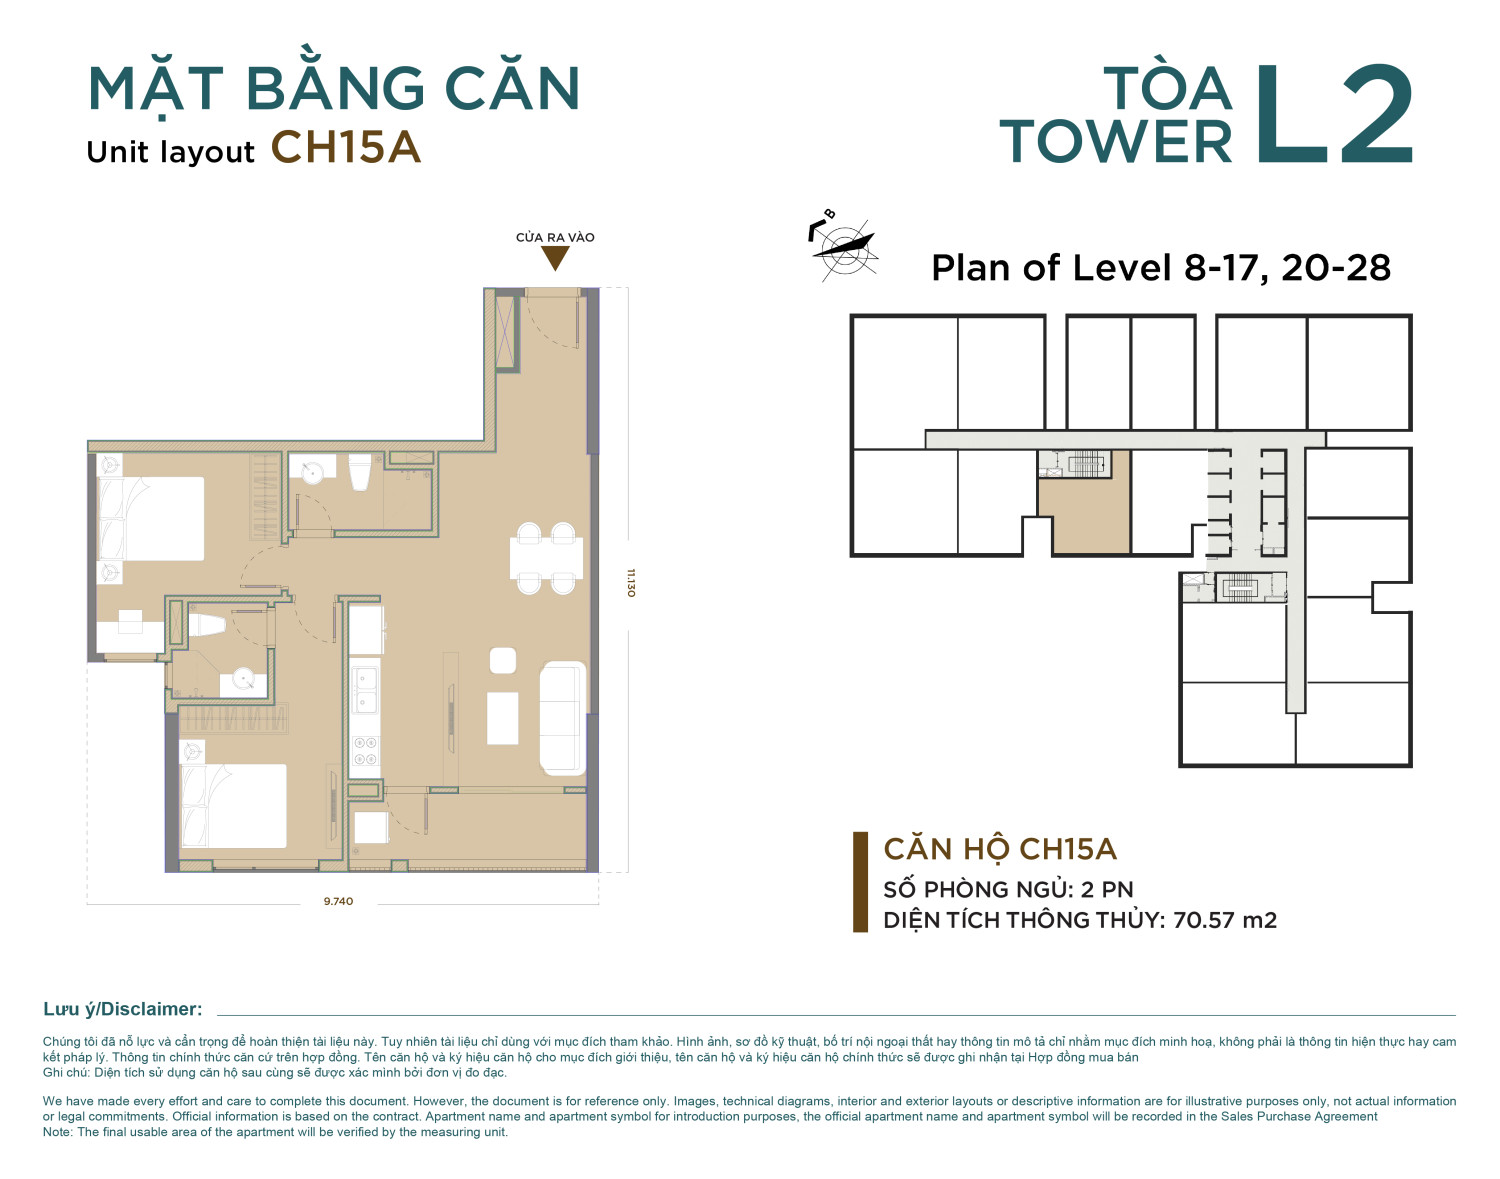 MẶT BẰNG CĂN
Unit layout CH15A
TÒA
TOWER
L2
CỬA RA VÀO
B
Plan of Level 8-17, 20-28
11.130
9.740
CĂN HỘ CH15A
SỐ PHÒNG NGỦ: 2 PN
DIỆN TÍCH THÔNG THỦY: 70.57 m2
Lưu ý/Disclaimer:
Chúng tôi đã nỗ lực và cẩn trọng để hoàn thiện tài liệu này. Tuy nhiên tài liệu chỉ dùng với mục đích tham khảo. Hình ảnh, sơ đồ kỹ thuật, bố trí nội ngoại thất hay thông tin mô tả chỉ nhằm mục đích minh hoạ, không phải là thông tin hiện thực hay cam
kết pháp lý. Thông tin chính thức căn cứ trên hợp đồng. Tên căn hộ và ký hiệu căn hộ cho mục đích giới thiệu, tên căn hộ và ký hiệu căn hộ chính thức sẽ được ghi nhận tại Hợp đồng mua bán
Ghi chú: Diện tích sử dụng căn hộ sau cùng sẽ được xác minh bởi đơn vị đo đạc.
We have made every effort and care to complete this document. However, the document is for reference only. Images, technical diagrams, interior and exterior layouts or descriptive information are for illustrative purposes only, not actual information
or legal commitments. Official information is based on the contract. Apartment name and apartment symbol for introduction purposes, the official apartment name and apartment symbol will be recorded in the Sales Purchase Agreement
Note: The final usable area of the apartment will be verified by the measuring unit.